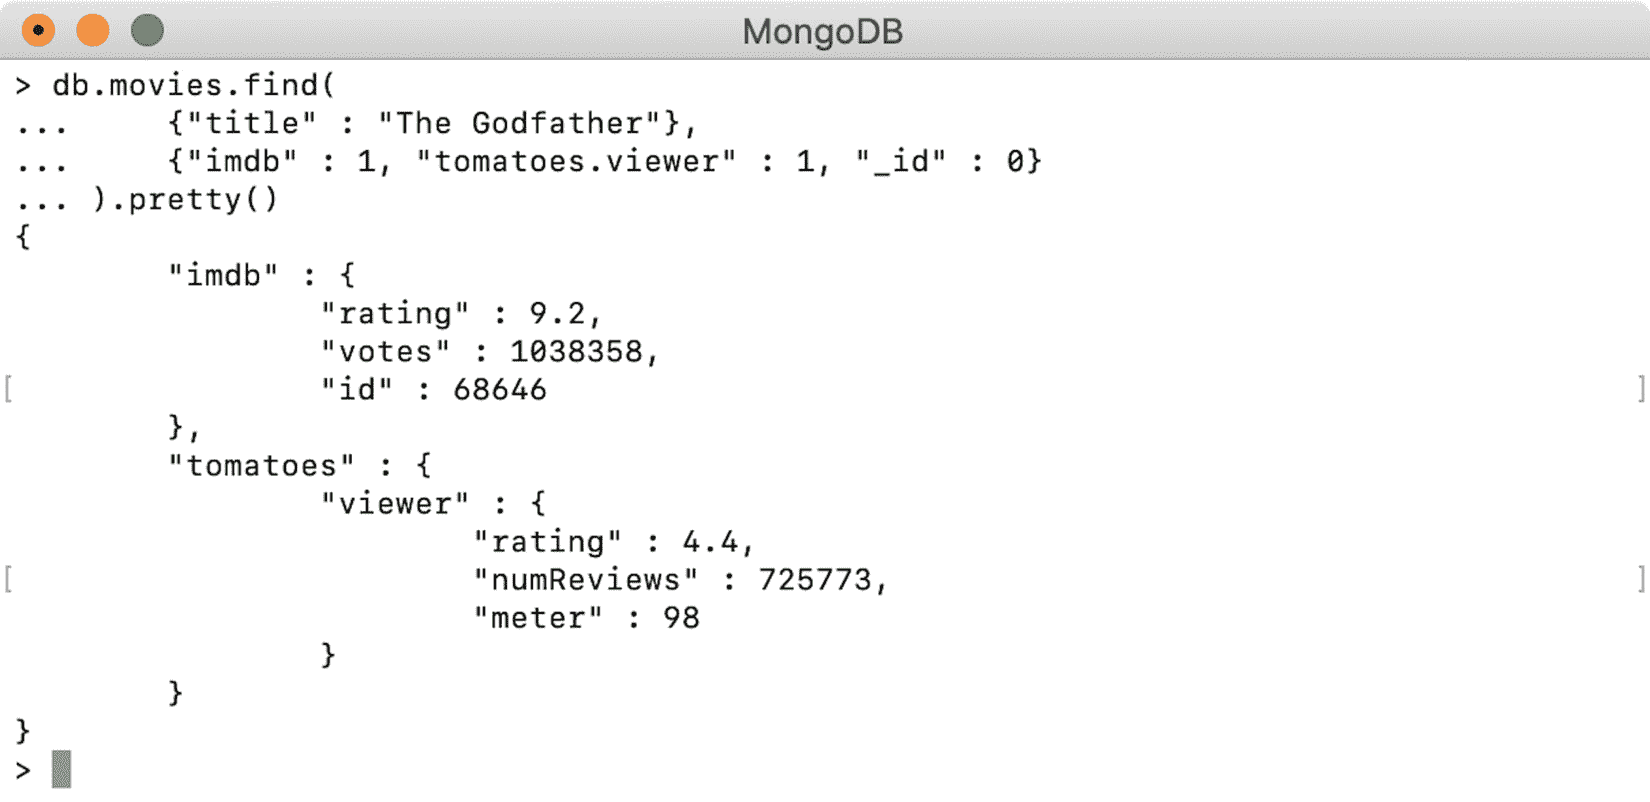 MongoDB
> db.movies.find(
...     {"title" : "The Godfather"},
...     {"imdb" : 1, "tomatoes.viewer" : 1, "_id" : 0}
... ).pretty()
{
        "imdb" : {
                "rating" : 9.2,
                "votes" : 1038358,
[               "id" : 68646 ]
        },
        "tomatoes" : {
                "viewer" : {
                        "rating" : 4.4,
[                       "numReviews" : 725773, ]
                        "meter" : 98
                }
        }
}
>